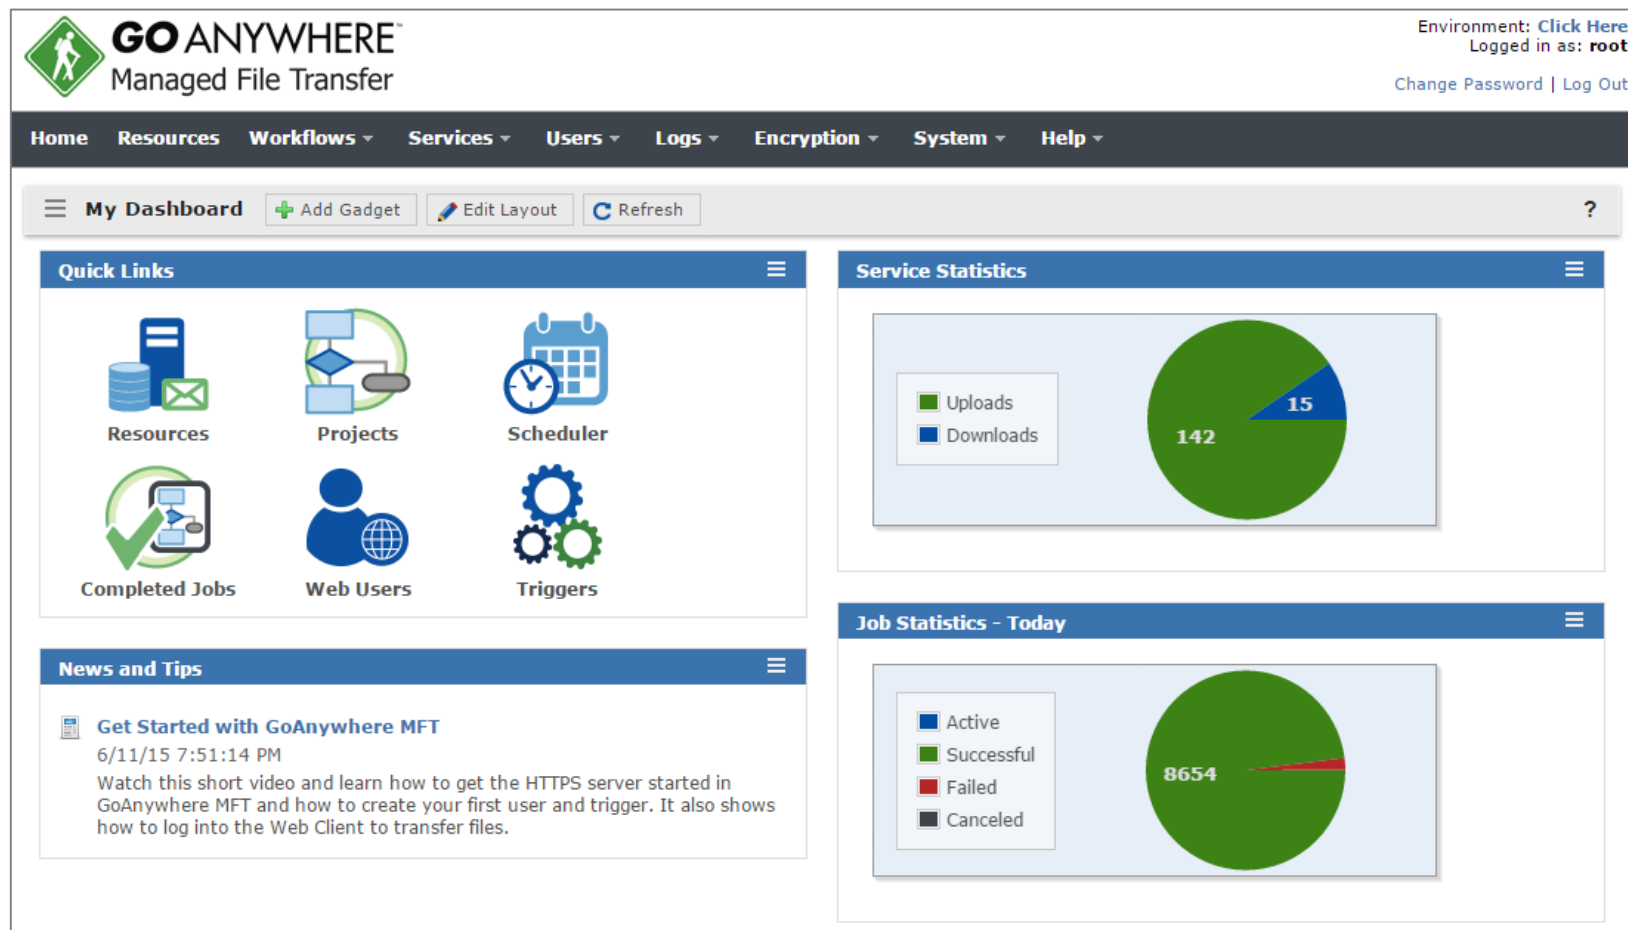 GO ANYWHERE™
Managed File Transfer
Environment: Click Here
Logged in as: root
Change Password | Log Out
Home Resources Workflows Services Users Logs Encryption System Help
My Dashboard Add Gadget Edit Layout Refresh ?
Quick Links
Resources Projects Scheduler
Completed Jobs Web Users Triggers
News and Tips
Get Started with GoAnywhere MFT
6/11/15 7:51:14 PM
Watch this short video and learn how to get the HTTPS server started in
GoAnywhere MFT and how to create your first user and trigger. It also shows
how to log into the Web Client to transfer files.
Service Statistics
Uploads
Downloads
15
142
Job Statistics - Today
Active
Successful
Failed
Canceled
8654